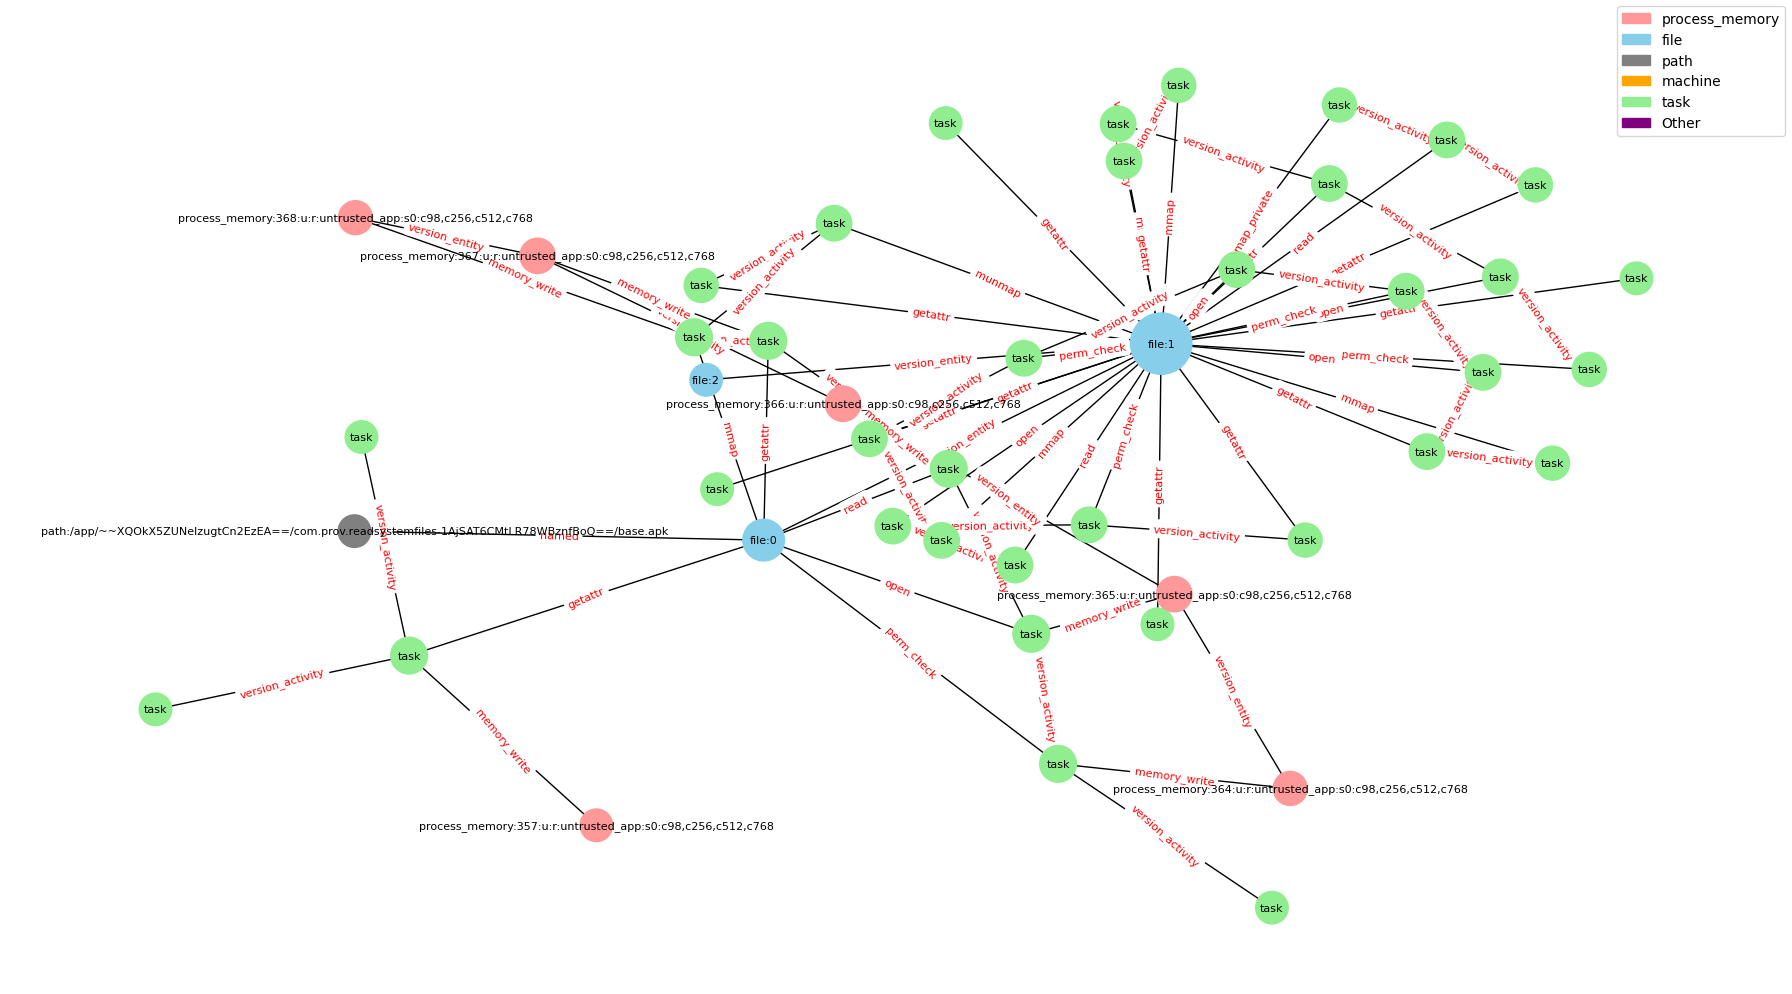 process_memory
file
path
machine
task
Other
task
task
task
version_activity
task
version_activity
task
task
version_activity
task
mmap
getattr
task
task
map_private
read
version_activity
process_memory:368:u:r:untrusted_app:s0:c98,c256,c512,c768
version_entity
task
munmap
getattr
process_memory:367:u:r:untrusted_app:s0:c98,c256,c512,c768
memory_write
version_activity
version_activity
task
task
version_activity
task
task
task
memory_write
getattr
version_activity
open
perm_check
getattr
version_activity
version_activity
task
task
file:1
version_entity
task
perm_check
open
perm_check
task
task
file:2
getattr
version_activity
getattr
mmap
process_memory:366:u:r:untrusted_app:s0:c98,c256,c512,c768
memory_write
task
mmap
getattr
task
open
mmap
read
perm_check
getattr
task
version_activity
task
task
version_activity
getattr
version_entity
task
read
path:/app/~~XQOkX5ZUNelzugtCn2EzEA==/com.prov.readsystemfiles-1AjSAT6CMtLR78WBznfBoQ==/base.apk
named
file:0
task
version_activity
task
task
version_activity
task
version_activity
task
getattr
open
process_memory:365:u:r:untrusted_app:s0:c98,c256,c512,c768
memory_write
task
task
perm_check
task
version_activity
version_activity
task
version_activity
version_entity
memory_write
task
memory_write
process_memory:364:u:r:untrusted_app:s0:c98,c256,c512,c768
process_memory:357:u:r:untrusted_app:s0:c98,c256,c512,c768
version_activity
task